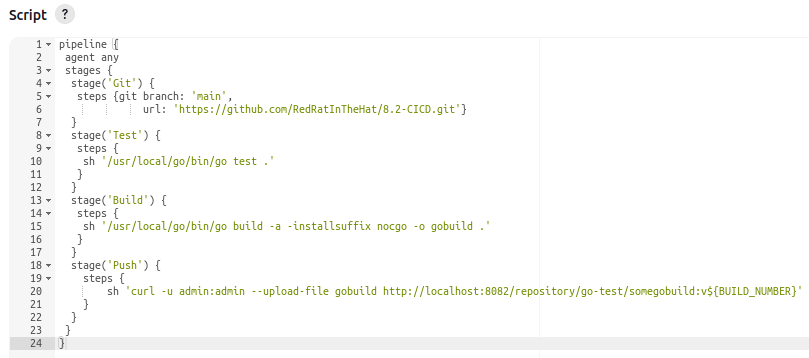 Script ?
1 pipeline {
2 agent any
3 stages {
4 stage('Git') {
5 steps {git branch: 'main',
6 url: 'https://github.com/RedRatInTheHat/8.2-CICD.git'}
7 }
8 stage('Test') {
9 steps {
10 sh '/usr/local/go/bin/go test .'
11 }
12 }
13 stage('Build') {
14 steps {
15 sh '/usr/local/go/bin/go build -a -installsuffix nocgo -o gobuild .'
16 }
17 }
18 stage('Push') {
19 steps {
20 sh 'curl -u admin:admin --upload-file gobuild http://localhost:8082/repository/go-test/somegobuild:v${BUILD_NUMBER}'
21 }
22 }
23 }
24 }